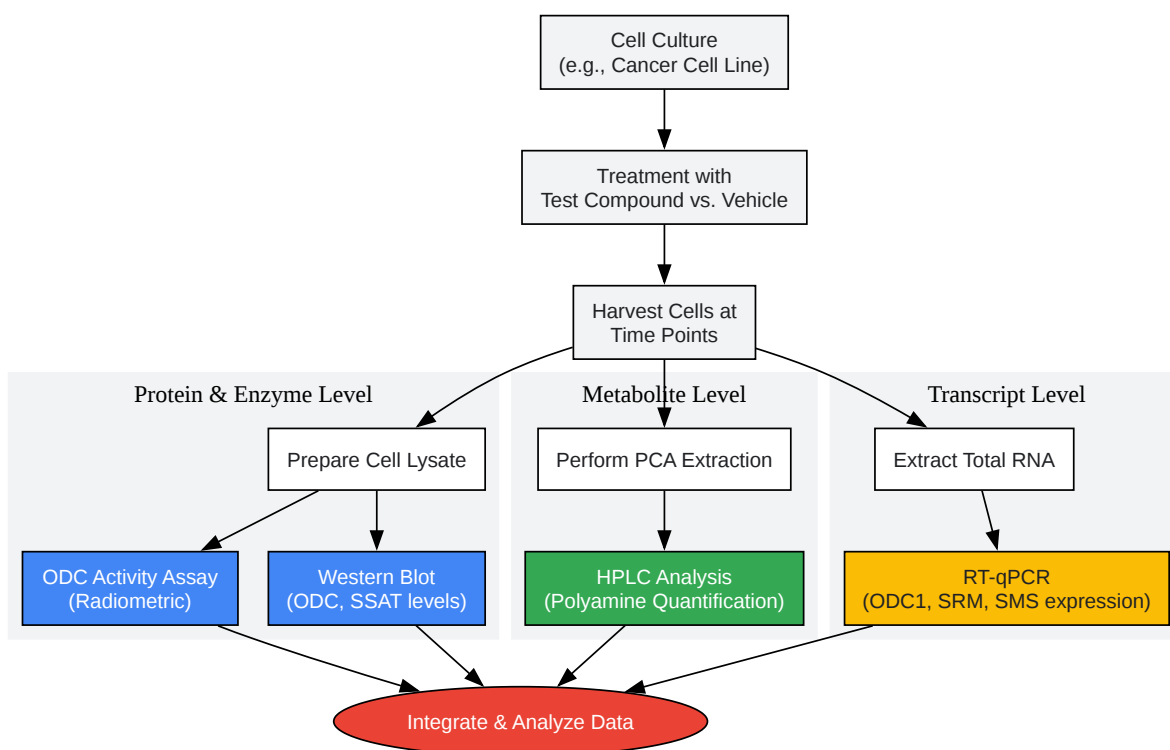 Cell Culture
(e.g., Cancer Cell Line)
Treatment with
Test Compound vs. Vehicle
Harvest Cells at
Time Points
Protein & Enzyme Level
Metabolite Level
Transcript Level
Prepare Cell Lysate
Perform PCA Extraction
Extract Total RNA
ODC Activity Assay
(Radiometric)
Western Blot
(ODC, SSAT levels)
HPLC Analysis
(Polyamine Quantification)
RT-qPCR
(ODC1, SRM, SMS expression)
Integrate & Analyze Data